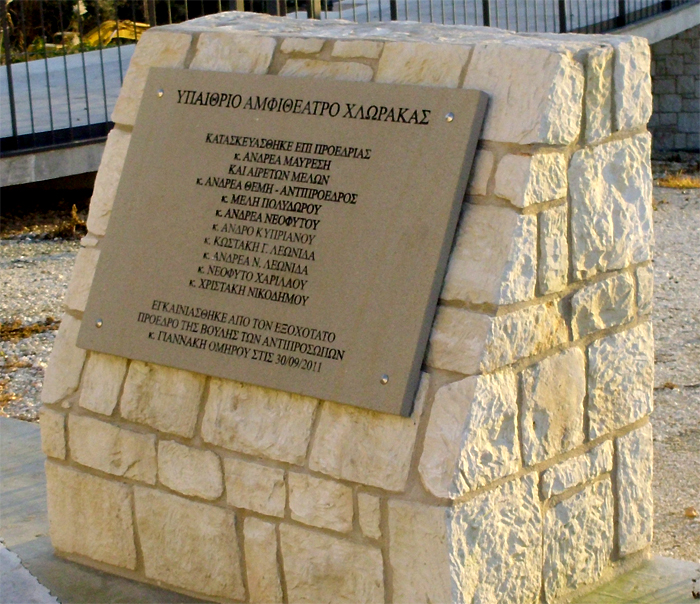 ΥΠΑΙΘΡΙΟ ΑΜΦΙΘΕΑΤΡΟ ΧΛΩΡΑΚΑΣ
ΚΑΤΑΣΚΕΥΑΣΘΗΚΕ ΕΠΙ ΠΡΟΕΔΡΙΑΣ
κ. ΑΝΔΡΕΑ ΜΑΥΡΕΣΗ
ΚΑΙ ΑΙΡΕΤΩΝ ΜΕΛΩΝ
κ. ΑΝΔΡΕΑ ΘΕΜΗ - ΑΝΤΙΠΡΟΕΔΡΟΣ
κ. ΜΕΛΗ ΠΟΛΥΔΩΡΟΥ
κ. ΑΝΔΡΕΑ ΝΕΟΦΥΤΟΥ
κ. ΑΝΔΡΟ ΚΥΠΡΙΑΝΟΥ
κ. ΚΩΣΤΑΚΗ Γ. ΛΕΩΝΙΔΑ
κ. ΑΝΔΡΕΑ Ν. ΛΕΩΝΙΔΑ
κ. ΝΕΟΦΥΤΟ ΧΑΡΙΛΑΟΥ
κ. ΧΡΙΣΤΑΚΗ ΝΙΚΟΔΗΜΟΥ
ΕΓΚΑΙΝΙΑΣΘΗΚΕ ΑΠΟ ΤΟΝ ΕΞΟΧΟΤΑΤΟ
ΠΡΟΕΔΡΟ ΤΗΣ ΒΟΥΛΗΣ ΤΩΝ ΑΝΤΙΠΡΟΣΩΠΩΝ
κ. ΓΙΑΝΝΑΚΗ ΟΜΗΡΟΥ ΣΤΙΣ 30/09/2011